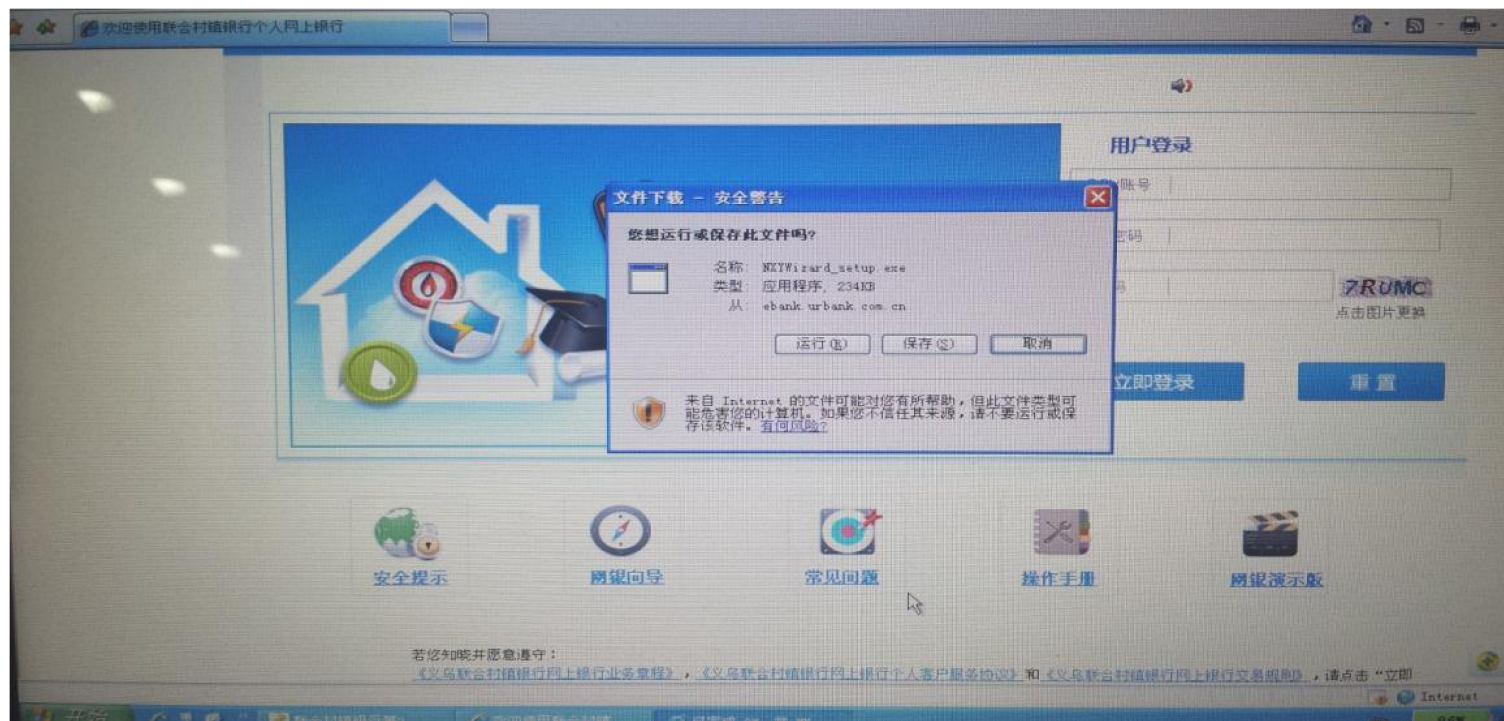 欢迎使用联合村镇银行个人网上银行
用户登录
账号
密码
7RUMC
点击图片更换
立即登录
重置
文件下载 - 安全警告
您想运行或保存此文件吗?
名称: NXYWizard_setup.exe
类型: 应用程序, 234KB
从: ebank.urbank.com.cn
运行(R)
保存(S)
取消
来自 Internet 的文件可能对您有所帮助，但此文件类型可
能危害您的计算机。如果您不信任其来源，请不要运行或保
存该软件。有何风险?
安全提示
网银向导
常见问题
操作手册
网银演示版
若您知晓并愿意遵守：
《义乌联合村镇银行网上银行业务章程》，《义乌联合村镇银行网上银行个人客户服务协议》和《义乌联合村镇银行网上银行交易规则》，请点击“立即
Internet
开始